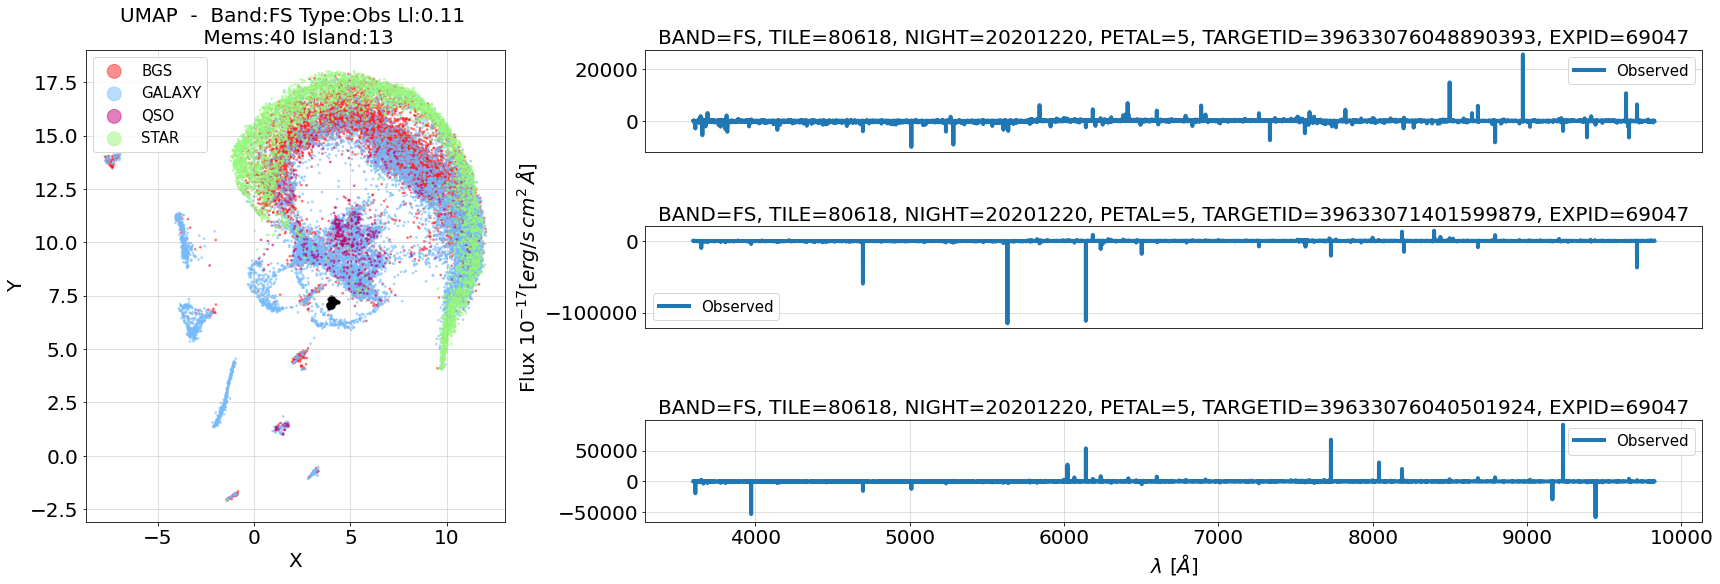 UMAP - Band:FS Type:Obs Ll:0.11
Mems:40 Island:13
BGS
GALAXY
QSO
STAR
17.5
15.0
12.5
10.0
7.5
5.0
2.5
0.0
−2.5
Y
−5
0
5
10
X
Flux 10^{-17}[erg/s cm^2 Å]
BAND=FS, TILE=80618, NIGHT=20201220, PETAL=5, TARGETID=39633076048890393, EXPID=69047
20000
0
Observed
BAND=FS, TILE=80618, NIGHT=20201220, PETAL=5, TARGETID=39633071401599879, EXPID=69047
0
−100000
Observed
BAND=FS, TILE=80618, NIGHT=20201220, PETAL=5, TARGETID=39633076040501924, EXPID=69047
50000
0
−50000
Observed
4000
5000
6000
7000
8000
9000
10000
λ [Å]